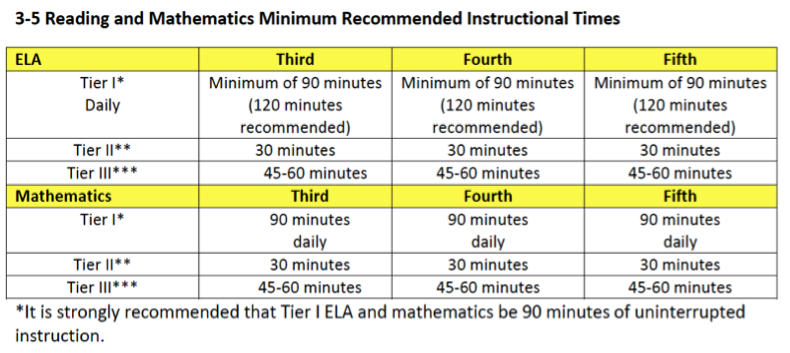 3-5 Reading and Mathematics Minimum Recommended Instructional Times
ELA Third Fourth Fifth
Tier I* Minimum of 90 minutes Minimum of 90 minutes Minimum of 90 minutes
Daily (120 minutes (120 minutes (120 minutes
recommended) recommended) recommended)
Tier II** 30 minutes 30 minutes 30 minutes
Tier III*** 45-60 minutes 45-60 minutes 45-60 minutes
Mathematics Third Fourth Fifth
Tier I* 90 minutes 90 minutes 90 minutes
daily daily daily
Tier II** 30 minutes 30 minutes 30 minutes
Tier III*** 45-60 minutes 45-60 minutes 45-60 minutes
*It is strongly recommended that Tier I ELA and mathematics be 90 minutes of uninterrupted
instruction.